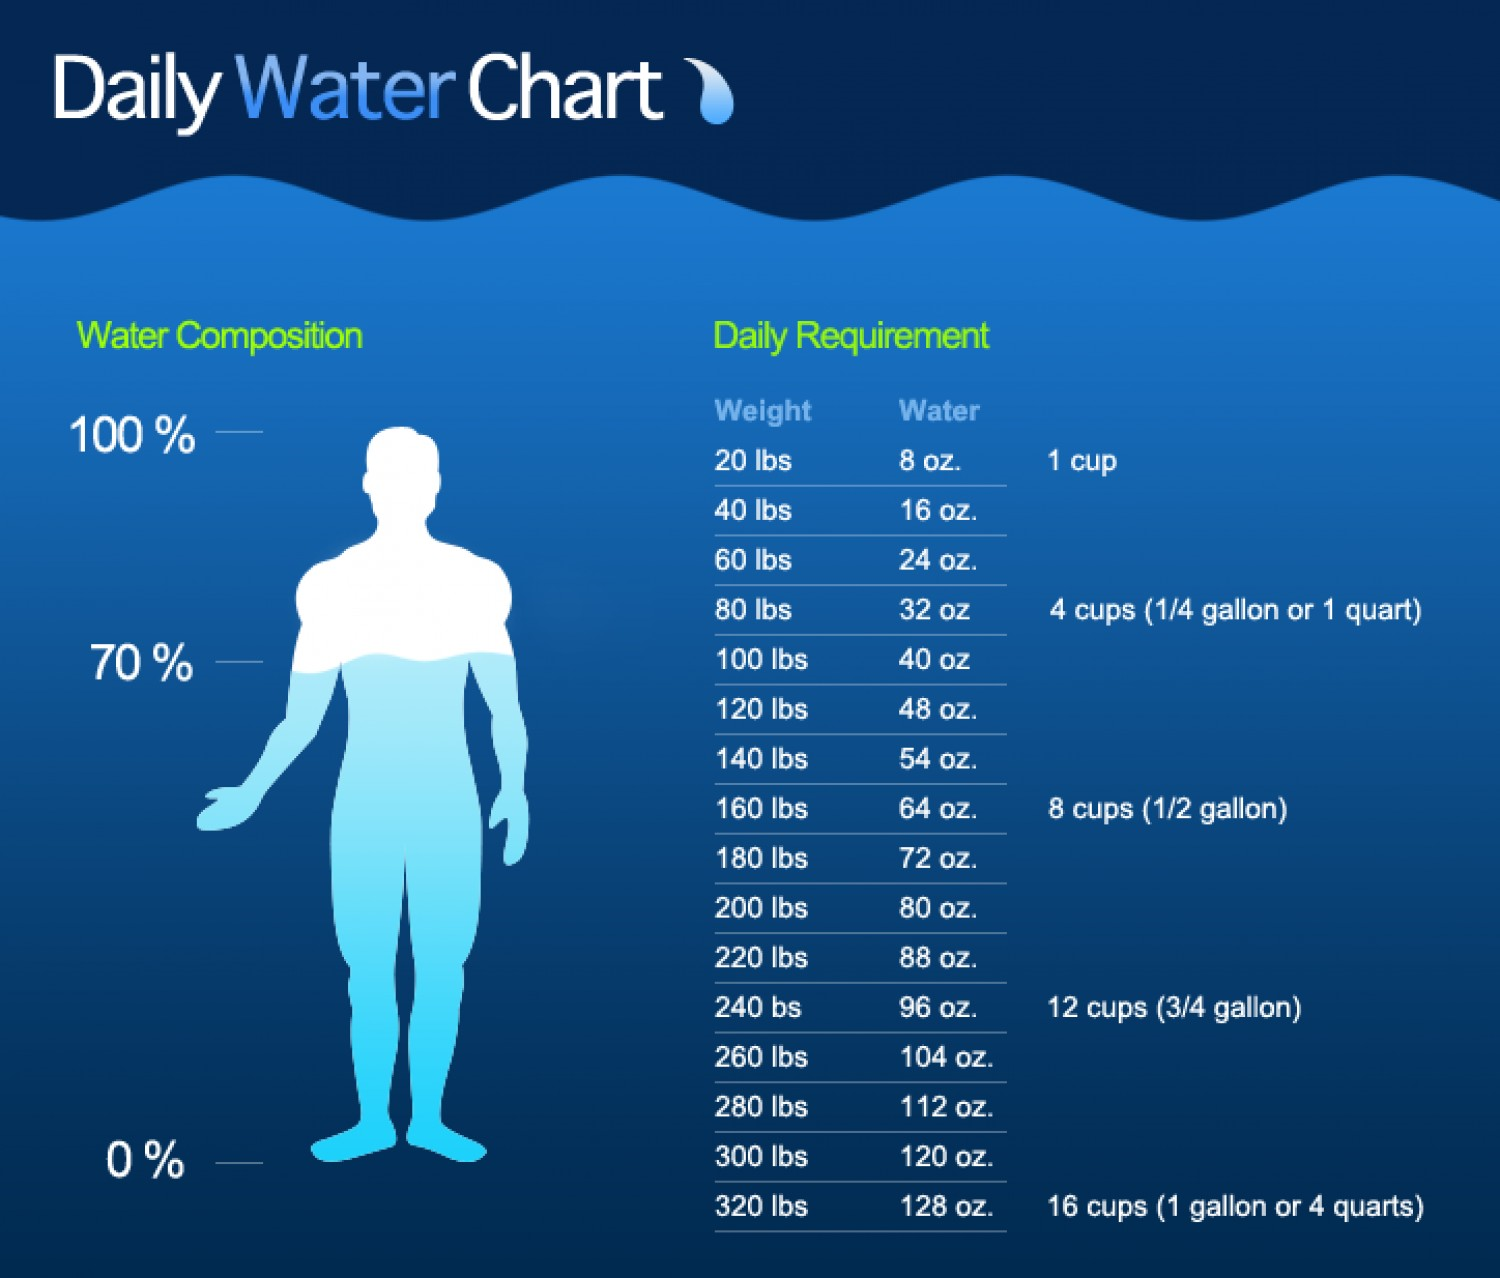 Daily Water Chart
Water Composition
100 %
70 %
0 %
Daily Requirement
Weight Water
20 lbs 8 oz. 1 cup
40 lbs 16 oz.
60 lbs 24 oz.
80 lbs 32 oz 4 cups (1/4 gallon or 1 quart)
100 lbs 40 oz
120 lbs 48 oz.
140 lbs 54 oz.
160 lbs 64 oz. 8 cups (1/2 gallon)
180 lbs 72 oz.
200 lbs 80 oz.
220 lbs 88 oz.
240 bs 96 oz. 12 cups (3/4 gallon)
260 lbs 104 oz.
280 lbs 112 oz.
300 lbs 120 oz.
320 lbs 128 oz. 16 cups (1 gallon or 4 quarts)